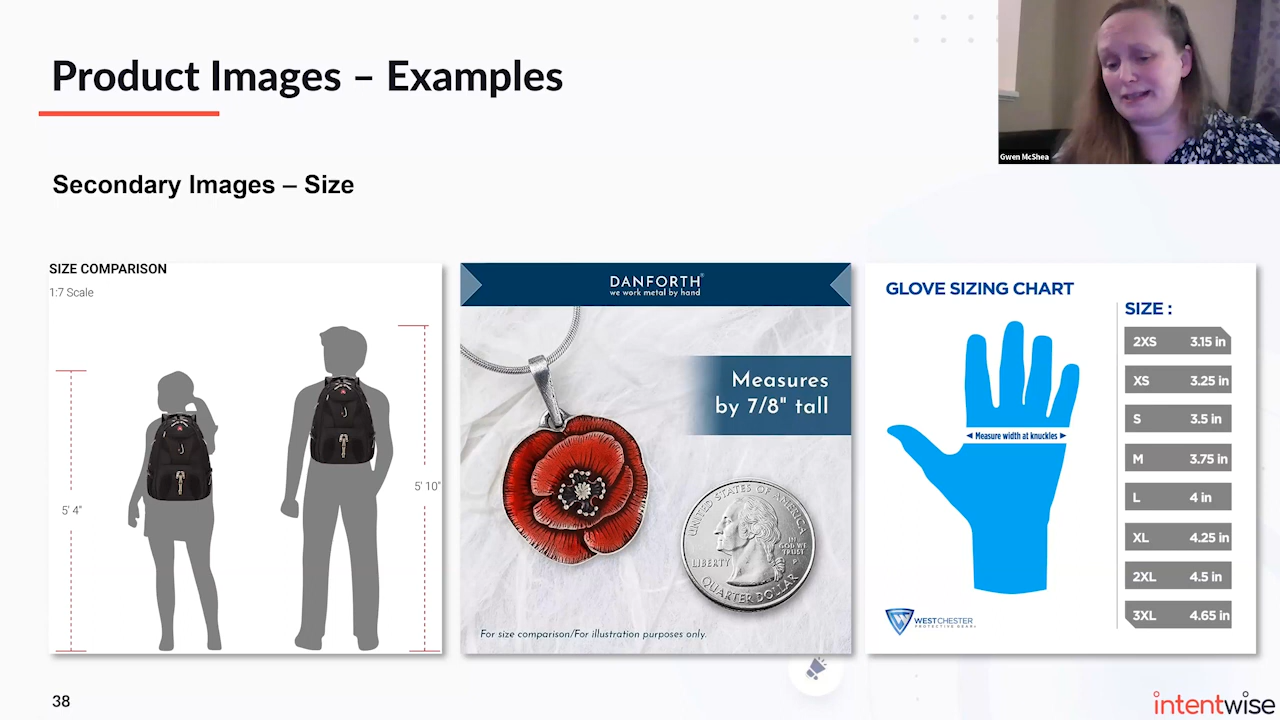 Product Images – Examples
Gwen McShea
Secondary Images – Size
SIZE COMPARISON
1:7 Scale
5' 4"
5' 10"
DANFORTH®
we work metal by hand
Measures
by 7/8" tall
UNITED STATES OF AMERICA
LIBERTY
IN
GOD WE
TRUST
P
QUARTER DOLLAR
For size comparison/For illustration purposes only.
GLOVE SIZING CHART
Measure width at knuckles
SIZE :
2XS 3.15 in
XS 3.25 in
S 3.5 in
M 3.75 in
L 4 in
XL 4.25 in
2XL 4.5 in
3XL 4.65 in
WESTCHESTER
PROTECTIVE GEAR
38
intentwise